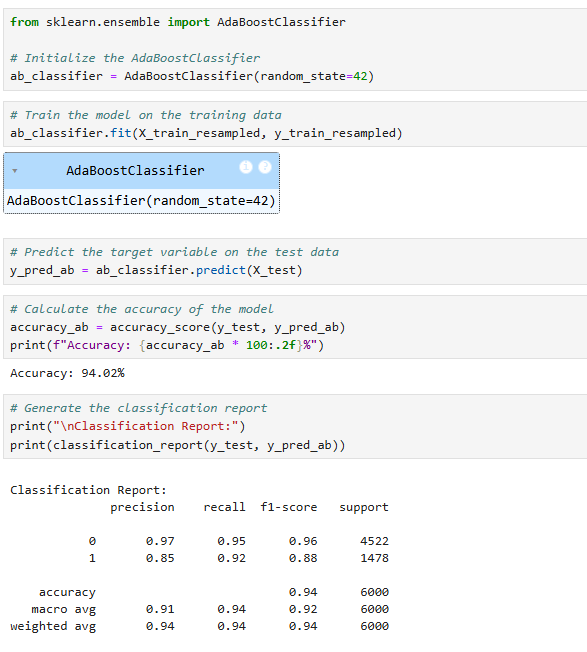 from sklearn.ensemble import AdaBoostClassifier
# Initialize the AdaBoostClassifier
ab_classifier = AdaBoostClassifier(random_state=42)
# Train the model on the training data
ab_classifier.fit(X_train_resampled, y_train_resampled)
AdaBoostClassifier i ?
AdaBoostClassifier(random_state=42)
# Predict the target variable on the test data
y_pred_ab = ab_classifier.predict(X_test)
# Calculate the accuracy of the model
accuracy_ab = accuracy_score(y_test, y_pred_ab)
print(f"Accuracy: {accuracy_ab * 100:.2f}%")
Accuracy: 94.02%
# Generate the classification report
print("\nClassification Report:")
print(classification_report(y_test, y_pred_ab))
Classification Report:
precision recall f1-score support
0 0.97 0.95 0.96 4522
1 0.85 0.92 0.88 1478
accuracy 0.94 6000
macro avg 0.91 0.94 0.92 6000
weighted avg 0.94 0.94 0.94 6000